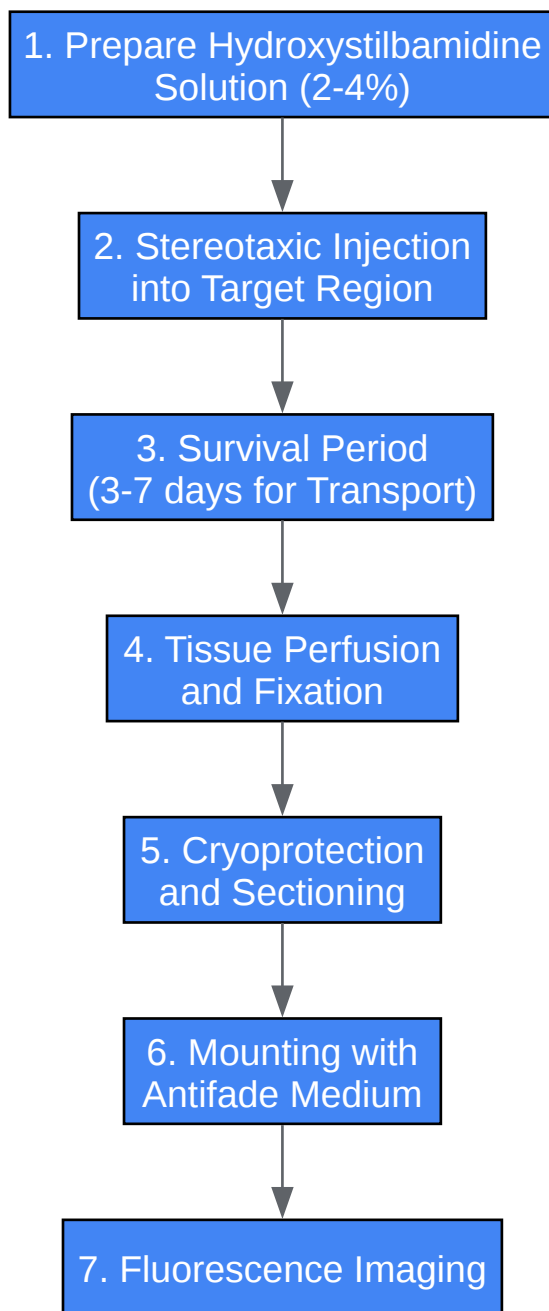 1. Prepare Hydroxystilbamidine
Solution (2-4%)
2. Stereotaxic Injection
into Target Region
3. Survival Period
(3-7 days for Transport)
4. Tissue Perfusion
and Fixation
5. Cryoprotection
and Sectioning
6. Mounting with
Antifade Medium
7. Fluorescence Imaging